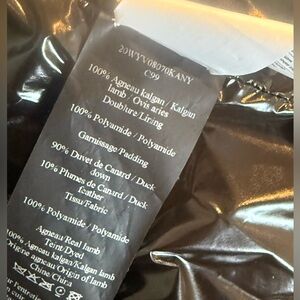 20WYV08070KANY
C99
100% Agneau kalgan / Kalgan
lamb / Ovis aries
Doublure/Lining
100% Polyamide / Polyamide
Garnissage/Padding
90% Duvet de Canard / Duck
down
10% Plumes de Canard / Duck
feather
Tissu/Fabric
100% Polyamide / Polyamide
Agneau/Real lamb
Teint/Dyed
100% Agneau kalgan/Kalgan lamb
Origine agneau/Origin of lamb
Chine/China